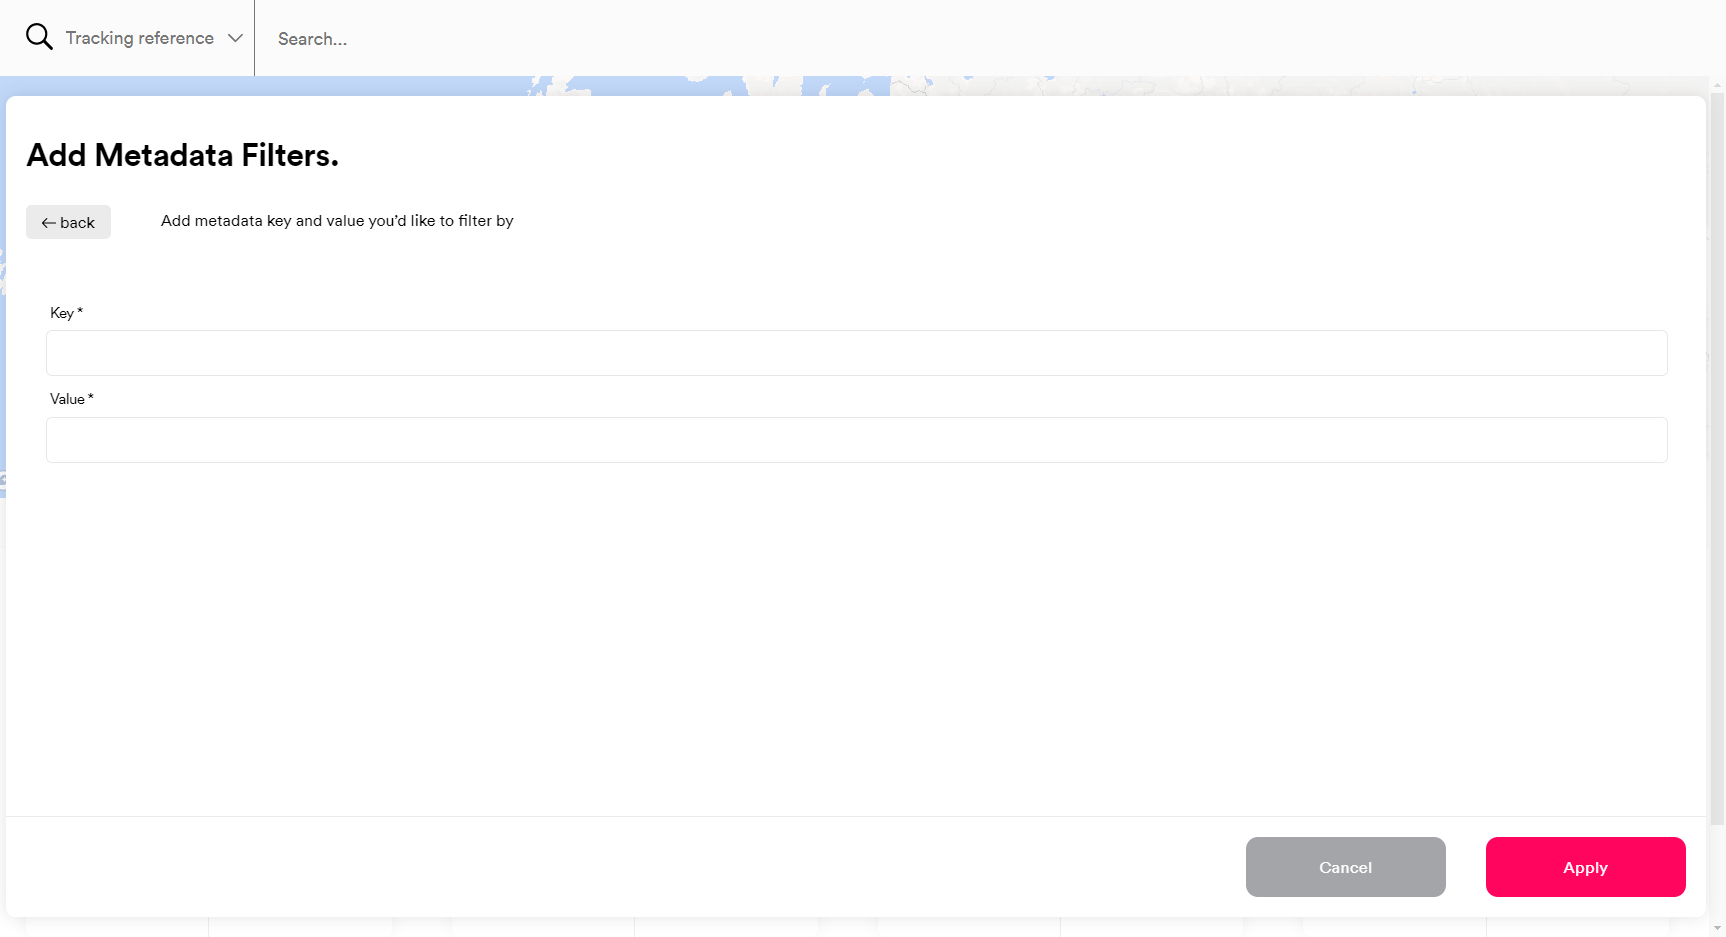 Tracking reference
Search...
Add Metadata Filters.
← back
Add metadata key and value you'd like to filter by
Key *
Value *
Cancel
Apply